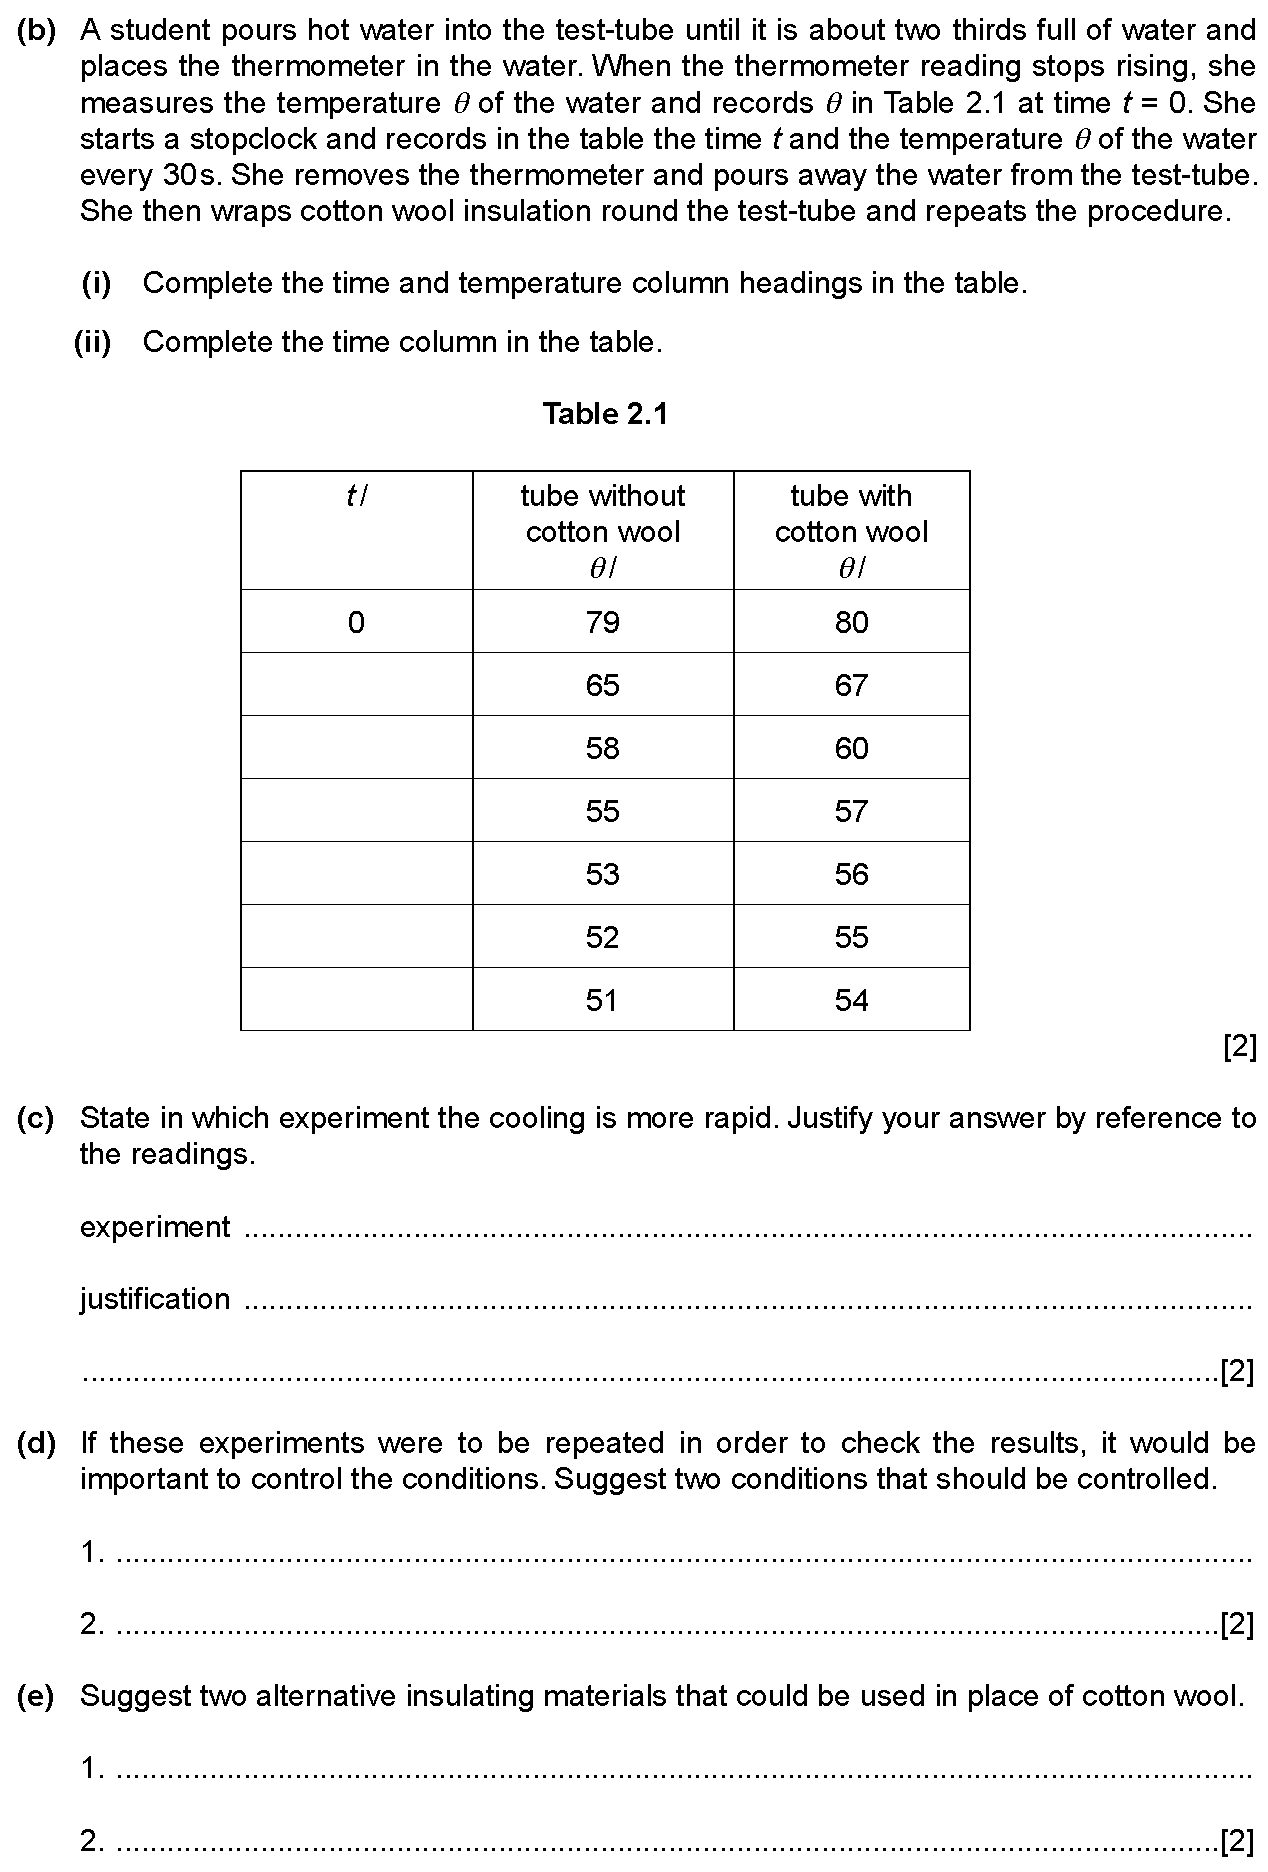 (b) A student pours hot water into the test-tube until it is about two thirds full of water and
places the thermometer in the water. When the thermometer reading stops rising, she
measures the temperature θ of the water and records θ in Table 2.1 at time t = 0. She
starts a stopclock and records in the table the time t and the temperature θ of the water
every 30 s. She removes the thermometer and pours away the water from the test-tube.
She then wraps cotton wool insulation round the test-tube and repeats the procedure.
(i) Complete the time and temperature column headings in the table.
(ii) Complete the time column in the table.
Table 2.1
t / tube without tube with
cotton wool cotton wool
θ / θ /
0 79 80
65 67
58 60
55 57
53 56
52 55
51 54
[2]
(c) State in which experiment the cooling is more rapid. Justify your answer by reference to
the readings.
experiment ........................................................................................................................
justification ........................................................................................................................
........................................................................................................................................[2]
(d) If these experiments were to be repeated in order to check the results, it would be
important to control the conditions. Suggest two conditions that should be controlled.
1. ........................................................................................................................................
2. ....................................................................................................................................[2]
(e) Suggest two alternative insulating materials that could be used in place of cotton wool.
1. ........................................................................................................................................
2. ....................................................................................................................................[2]